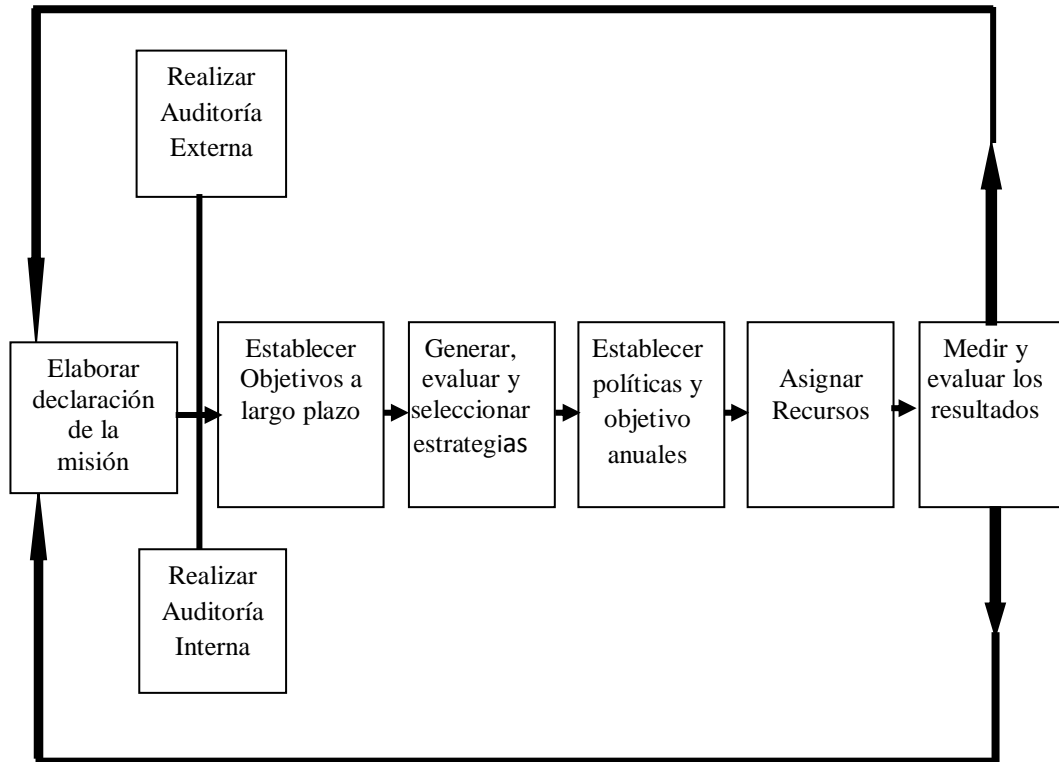 Realizar
Auditoría
Externa
Elaborar
declaración
de la
misión
Establecer
Objetivos a
largo plazo
Generar,
evaluar y
seleccionar
estrategias
Establecer
políticas y
objetivo
anuales
Asignar
Recursos
Medir y
evaluar los
resultados
Realizar
Auditoría
Interna